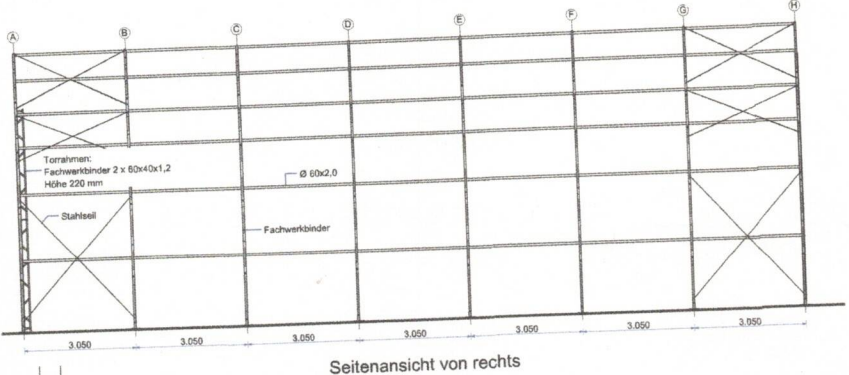 A B C D E F G H
Torrahmen:
Fachwerkbinder 2 x 60x40x1,2
Höhe 220 mm
Ø 60x2,0
Stahlseil
Fachwerkbinder
3.050 3.050 3.050 3.050 3.050 3.050 3.050
Seitenansicht von rechts